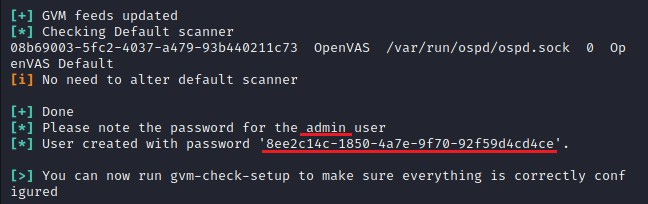 [+] GVM feeds updated
[*] Checking Default scanner
08b69003-5fc2-4037-a479-93b440211c73  OpenVAS  /var/run/ospd/ospd.sock  0  Op
enVAS Default
[i] No need to alter default scanner
[+] Done
[*] Please note the password for the admin user
[*] User created with password '8ee2c14c-1850-4a7e-9f70-92f59d4cd4ce'.
[>] You can now run gvm-check-setup to make sure everything is correctly conf
igured